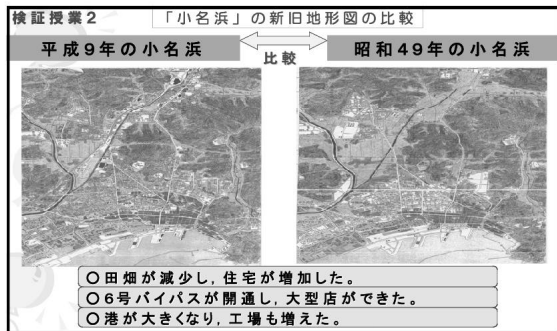 検証授業2
「小名浜」の新旧地形図の比較
平成9年の小名浜
比較
昭和49年の小名浜
○田畑が減少し,住宅が増加した。
○6号バイパスが開通し,大型店ができた。
○港が大きくなり,工場も増えた。